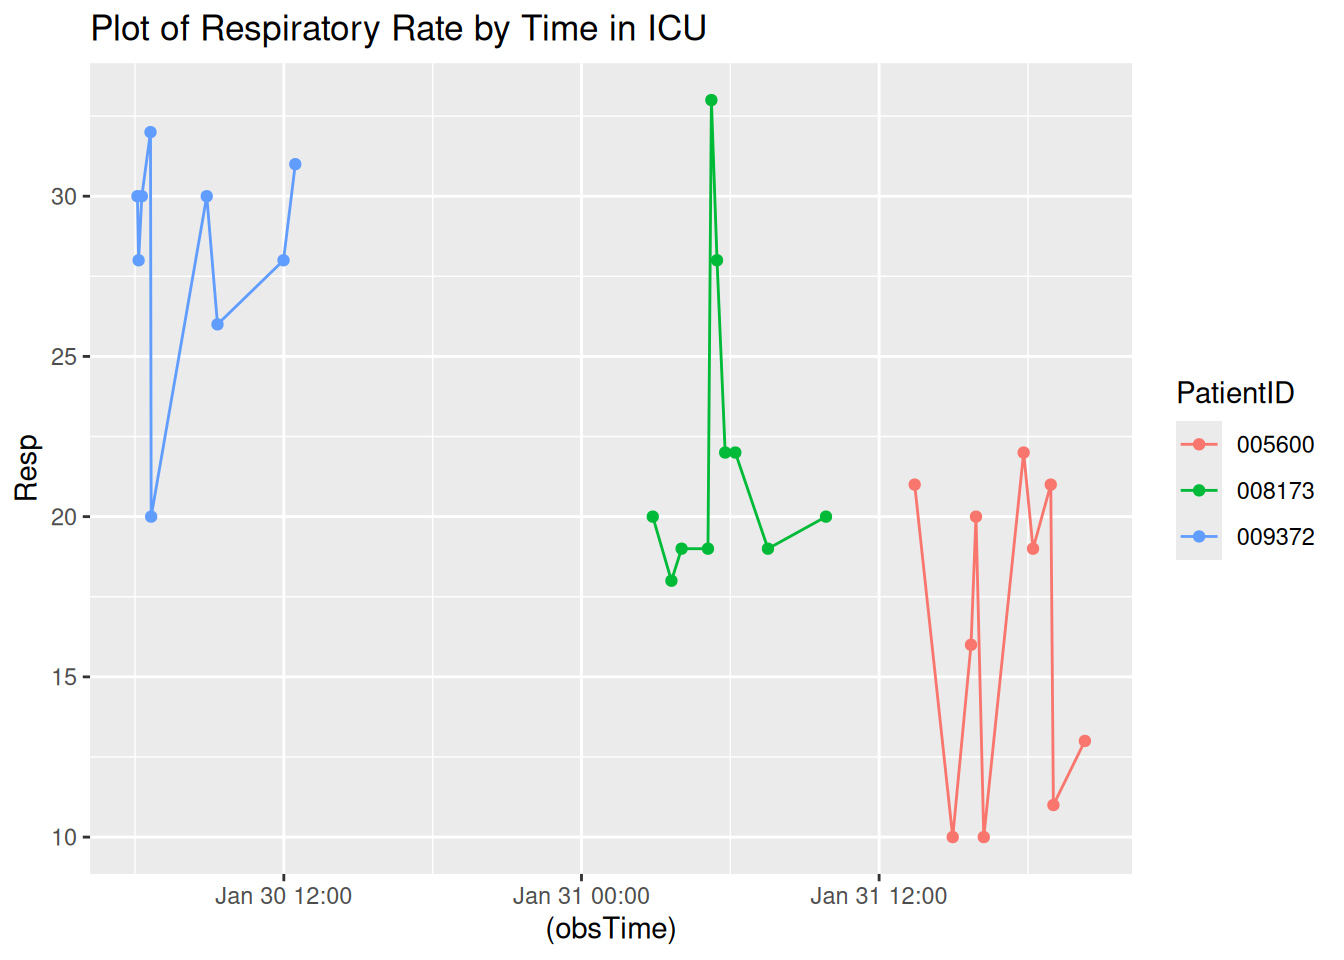 Plot of Respiratory Rate by Time in ICU
30
25
20
15
10
Resp
Jan 30 12:00
Jan 31 00:00
Jan 31 12:00
(obsTime)
PatientID
005600
008173
009372